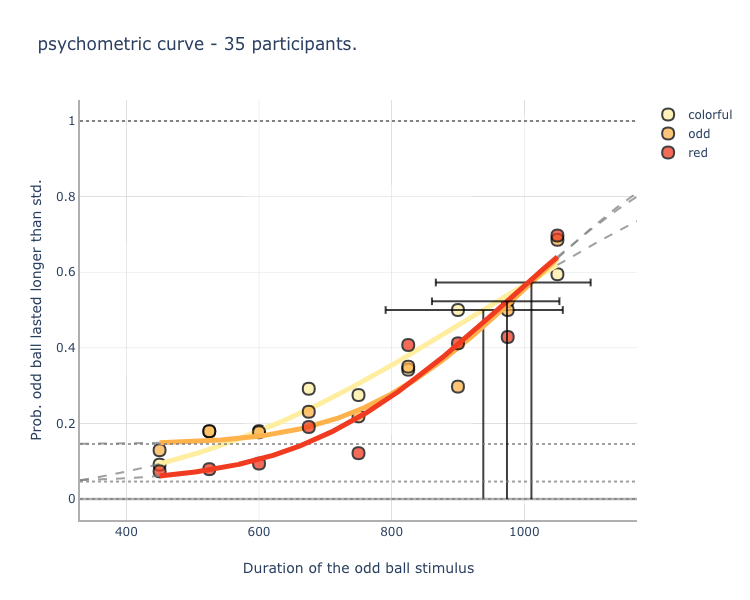 psychometric curve - 35 participants.
colorful
odd
red
1
0.8
0.6
0.4
0.2
0
Prob. odd ball lasted longer than std.
400
600
800
1000
Duration of the odd ball stimulus